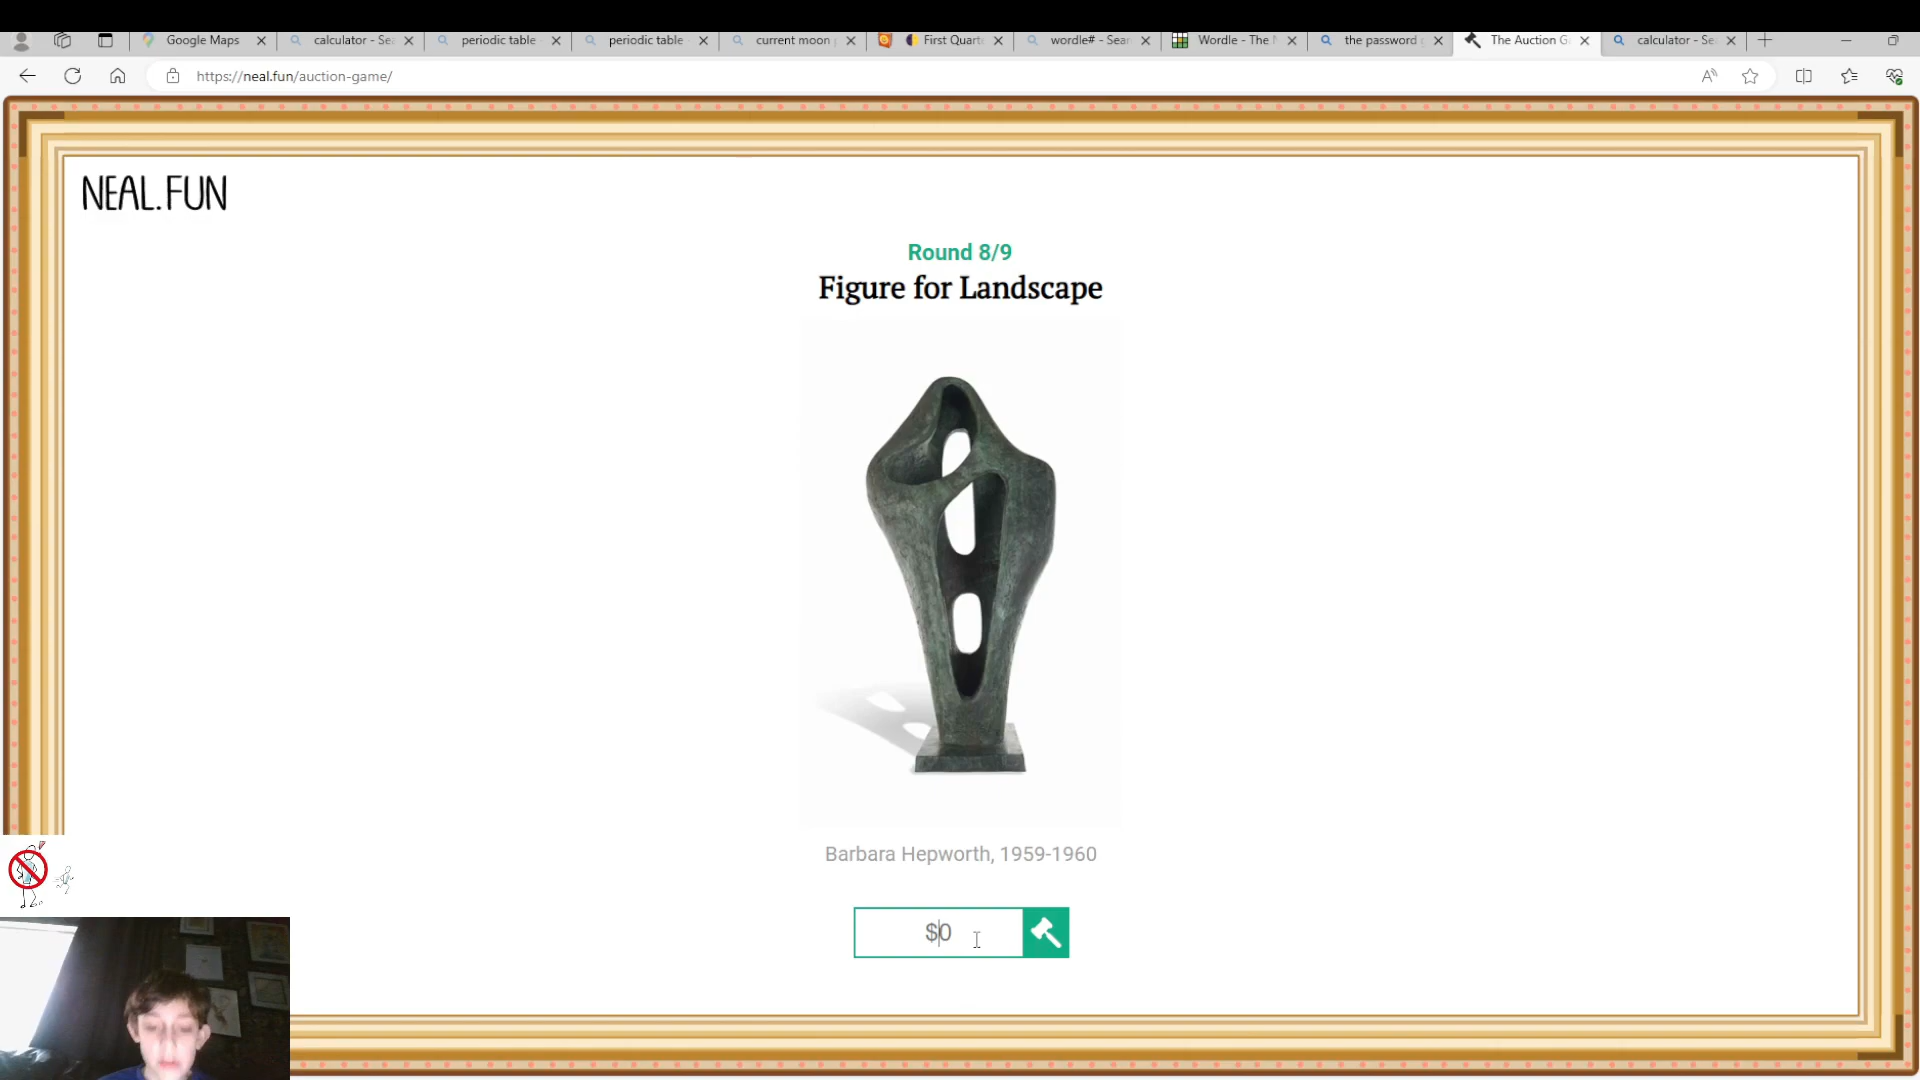 Google Maps
calculator - Sea
periodic table
periodic table
current moon p
First Quart
wordle# - Sear
Wordle - The N
the password g
The Auction G
calculator - Sea
https://neal.fun/auction-game/
NEAL.FUN
Round 8/9
Figure for Landscape
Barbara Hepworth, 1959-1960
$0